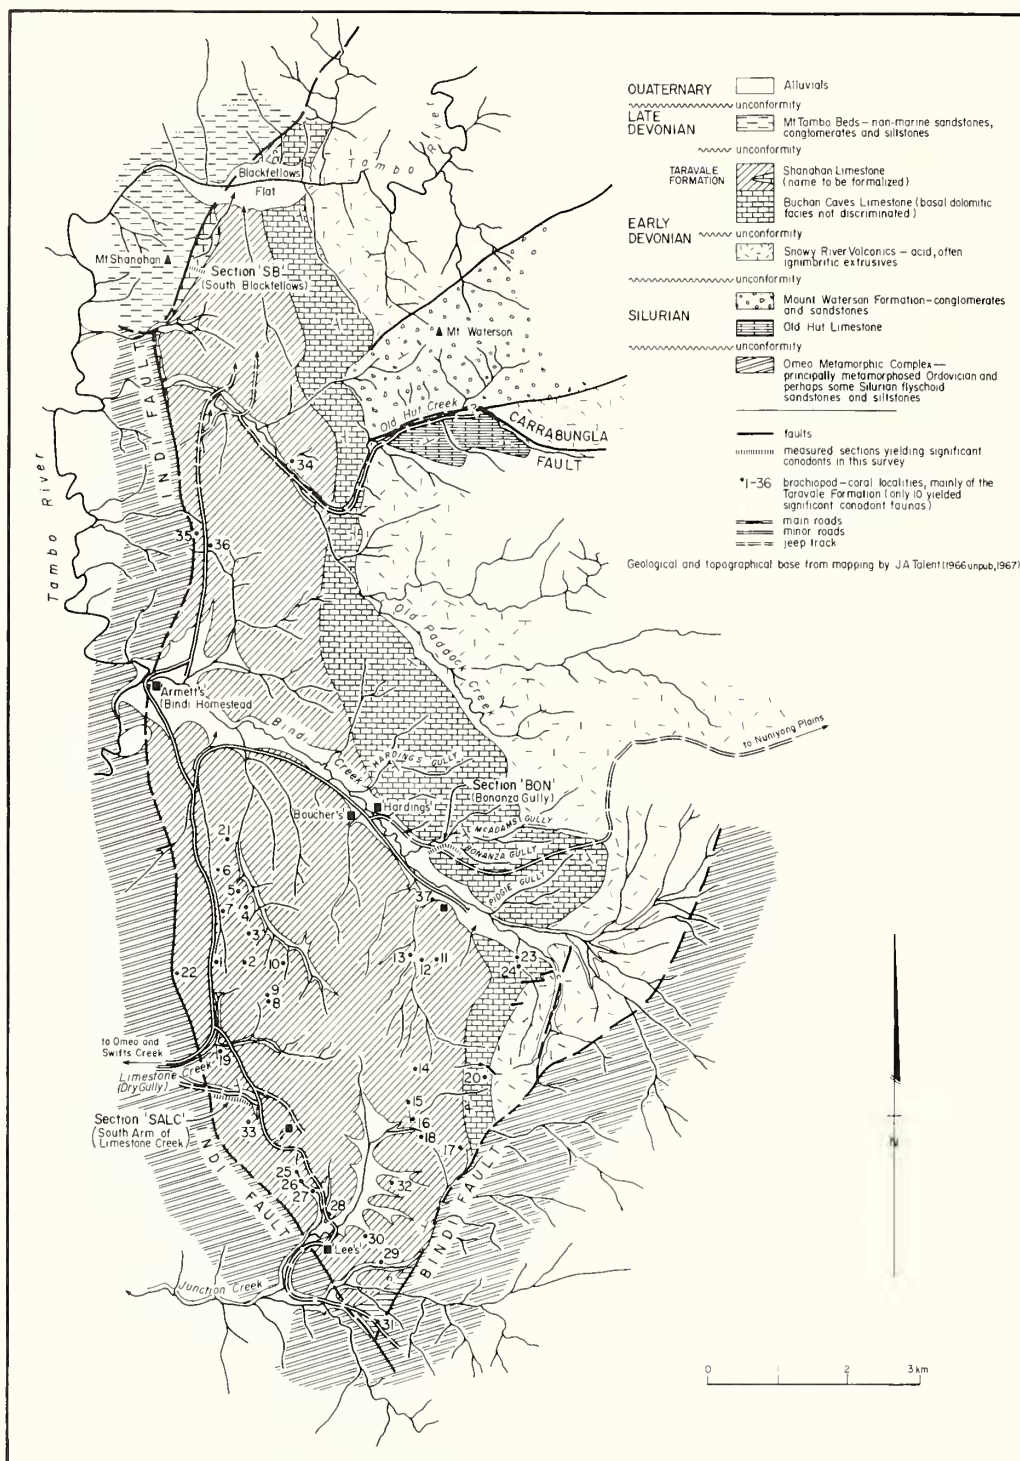 QUATERNARY
Alluvials
unconformity
LATE
DEVONIAN
Mt Tambo Beds - non-marine sandstones,
conglomerates and siltstones
unconformity
TARAVALE
FORMATION
Shanahan Limestone
(name to be formalized)
Buchan Caves Limestone (basal dolomitic
facies not discriminated)
EARLY
DEVONIAN
unconformity
Snowy River Volcanics - acid, often
ignimbritic extrusives
unconformity
SILURIAN
Mount Waterson Formation - conglomerates
and sandstones
Old Hut Limestone
unconformity
Omeo Metamorphic Complex —
principally metamorphosed Ordovician and
perhaps some Silurian flyschoid
sandstones and siltstones
faults
measured sections yielding significant
conodonts in this survey
•1-36 brachiopod - coral localities, mainly of the
Taravale Formation (only 10 yielded
significant conodont faunas)
main roads
minor roads
jeep track
Geological and topographical base from mapping by J.A.Talent (1966 unpub, 1967)
Tambo River
Blackfellows
Flat
Mt Shanahan
Section 'SB'
(South Blackfellows)
Mt Waterson
INDI FAULT
Old Hut Creek
CARRABUNGLA
FAULT
34
Tambo River
35
36
Old Paddock Creek
Armett's
(Bindi Homestead
Bindi Creek
HARDING'S GULLY
to Nunyong Plains
Section 'BON'
(Bonanza Gully)
Hardings'
Boucher's
McADAMS GULLY
BONANZA GULLY
PIDGIE GULLY
21
6
5
7
4
37
3
1
2
10
13
12
11
23
24
22
9
8
to Omeo and
Swifts Creek
19
Limestone Creek
(Dry Gully)
14
20
15
Section 'SALC'
(South Arm of
Limestone Creek)
33
16
18
17
INDI FAULT
25
26
27
32
28
30
Lee's
29
BINDI FAULT
Junction Creek
31
N
0 1 2 3 km